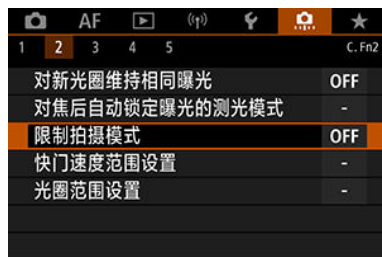 AF
1 2 3 4 5 C.Fn2
对新光圈维持相同曝光 OFF
对焦后自动锁定曝光的测光模式 -
限制拍摄模式 OFF
快门速度范围设置 -
光圈范围设置 -